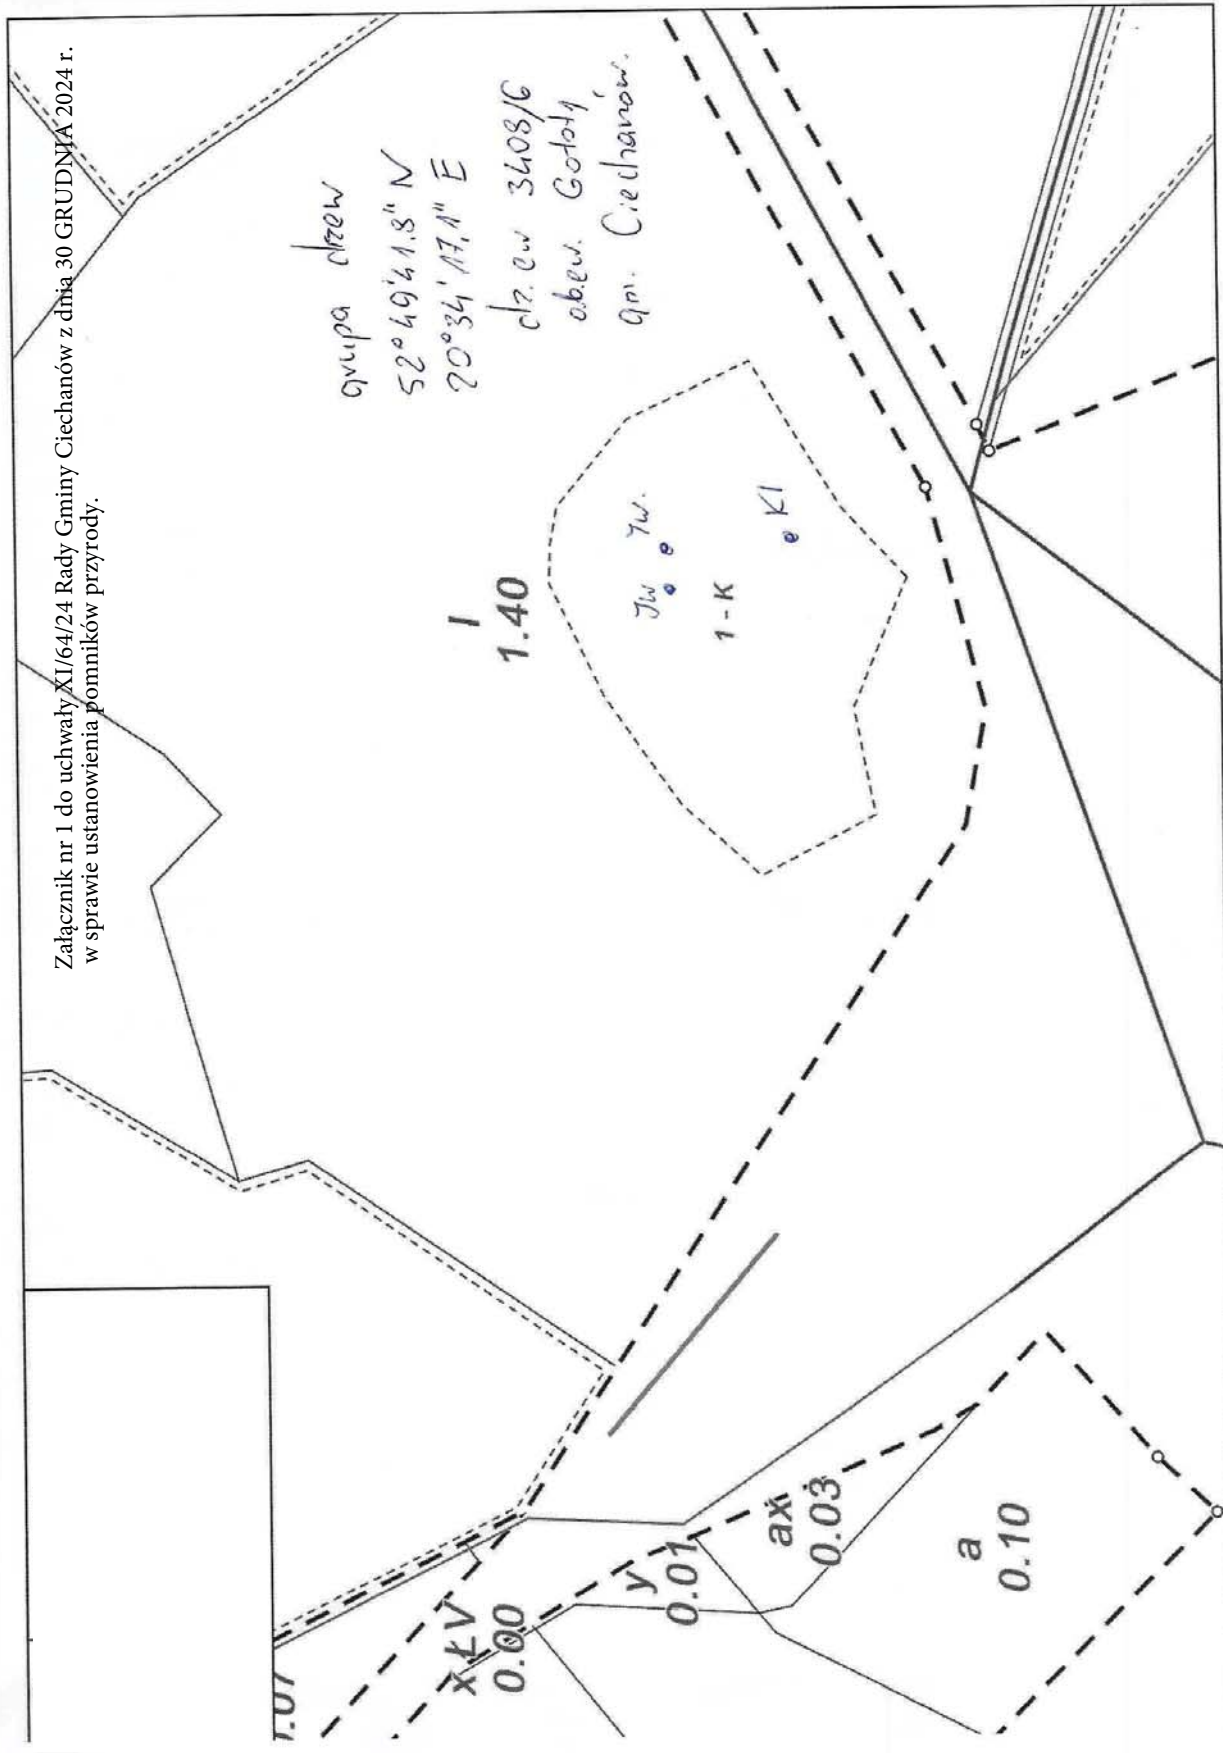 Załącznik nr 1 do uchwały XI/64/24 Rady Gminy Ciechanów z dnia 30 GRUDNIA 2024 r.
w sprawie ustanowienia pomników przyrody.
grupa drzew
52°49'41.8" N
20°34'17,1" E
dz. ew 3408/6
obew. Gołoty
gm. Ciechanów.
l
1.40
Jw Jw.
1-K
Kl
x ŁV
0.00
y
0.01
ax
0.03
a
0.10